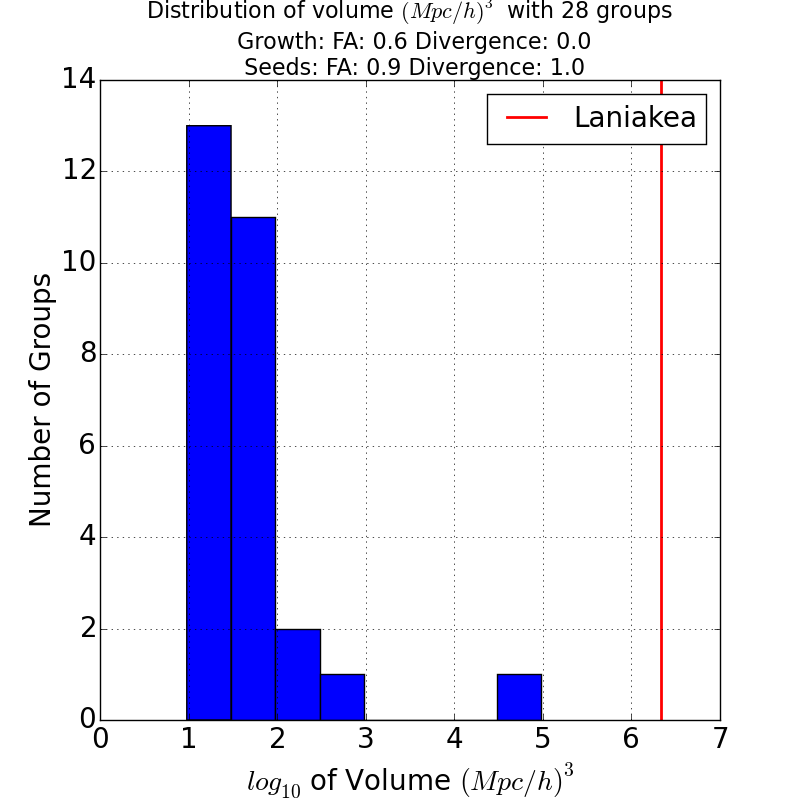 Distribution of volume (Mpc/h)³ with 28 groups
Growth: FA: 0.6 Divergence: 0.0
Seeds: FA: 0.9 Divergence: 1.0
Laniakea
14
12
10
8
6
4
2
0
Number of Groups
0 1 2 3 4 5 6 7
log₁₀ of Volume (Mpc/h)³